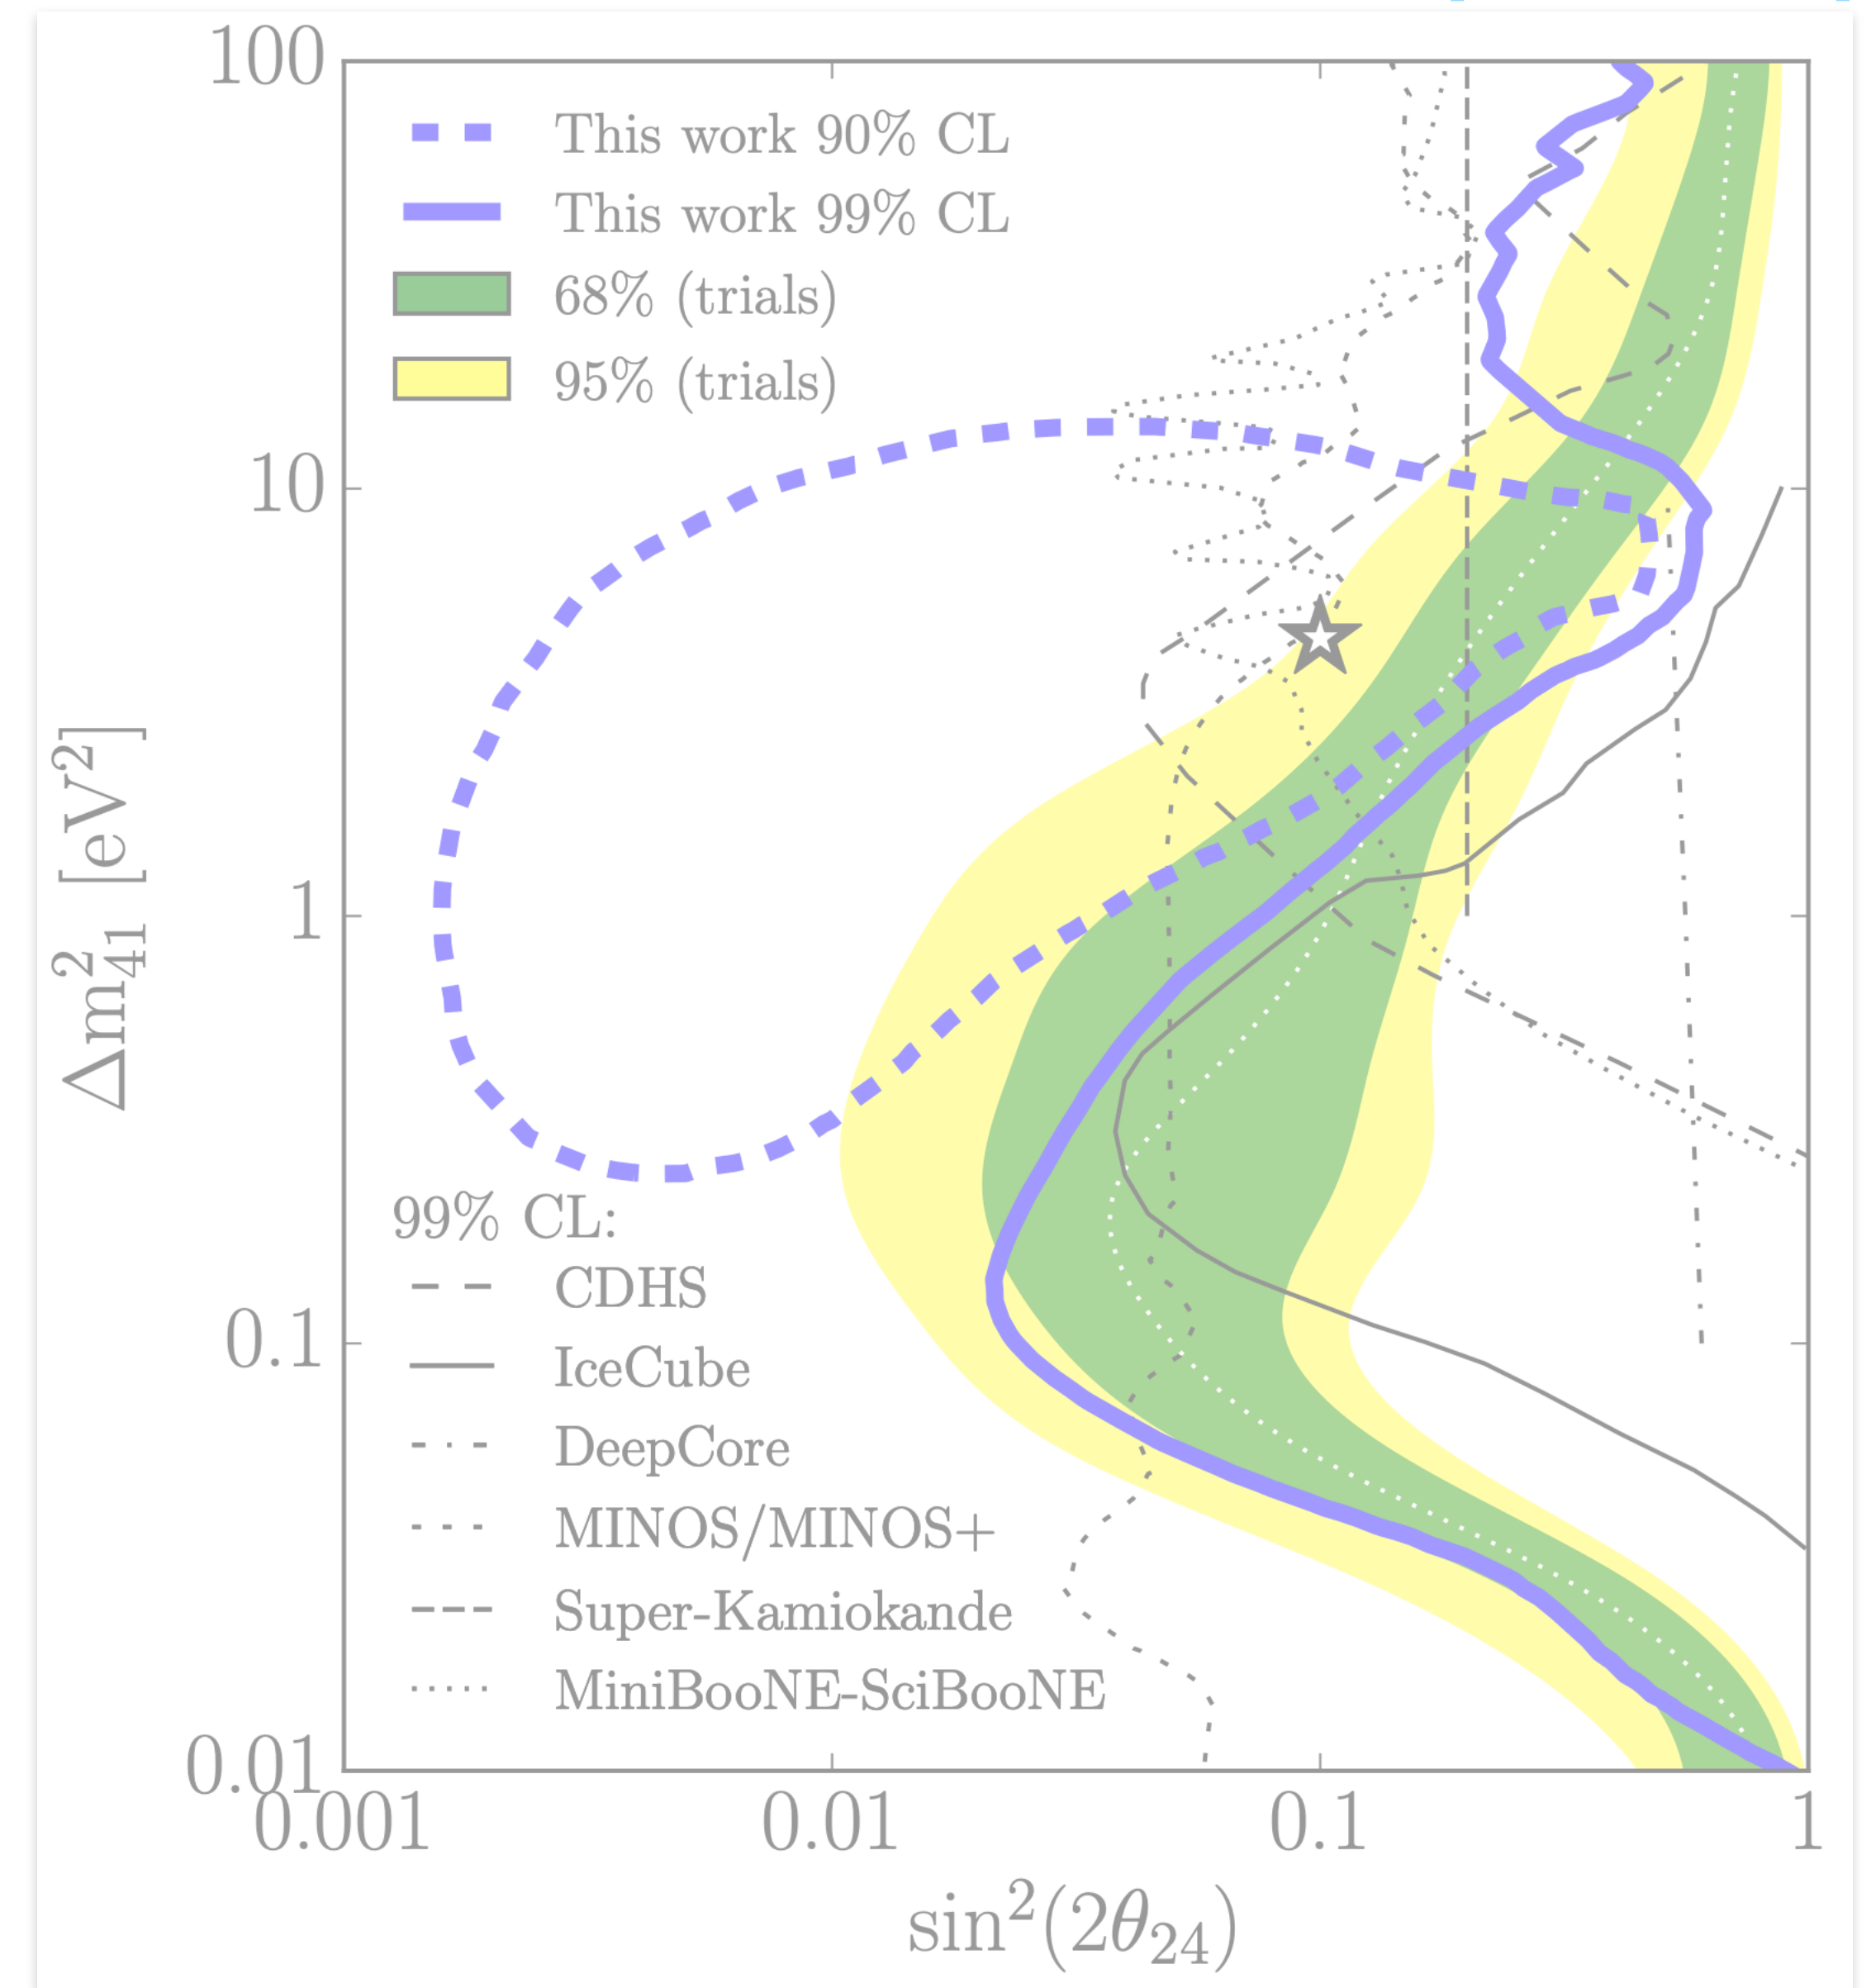 100
10
1
0.1
0.01
Δm²₄₁ [eV²]
This work 90% CL
This work 99% CL
68% (trials)
95% (trials)
99% CL:
CDHS
IceCube
DeepCore
MINOS/MINOS+
Super-Kamiokande
MiniBooNE-SciBooNE
0.001 0.01 0.1 1
sin²(2θ₂₄)